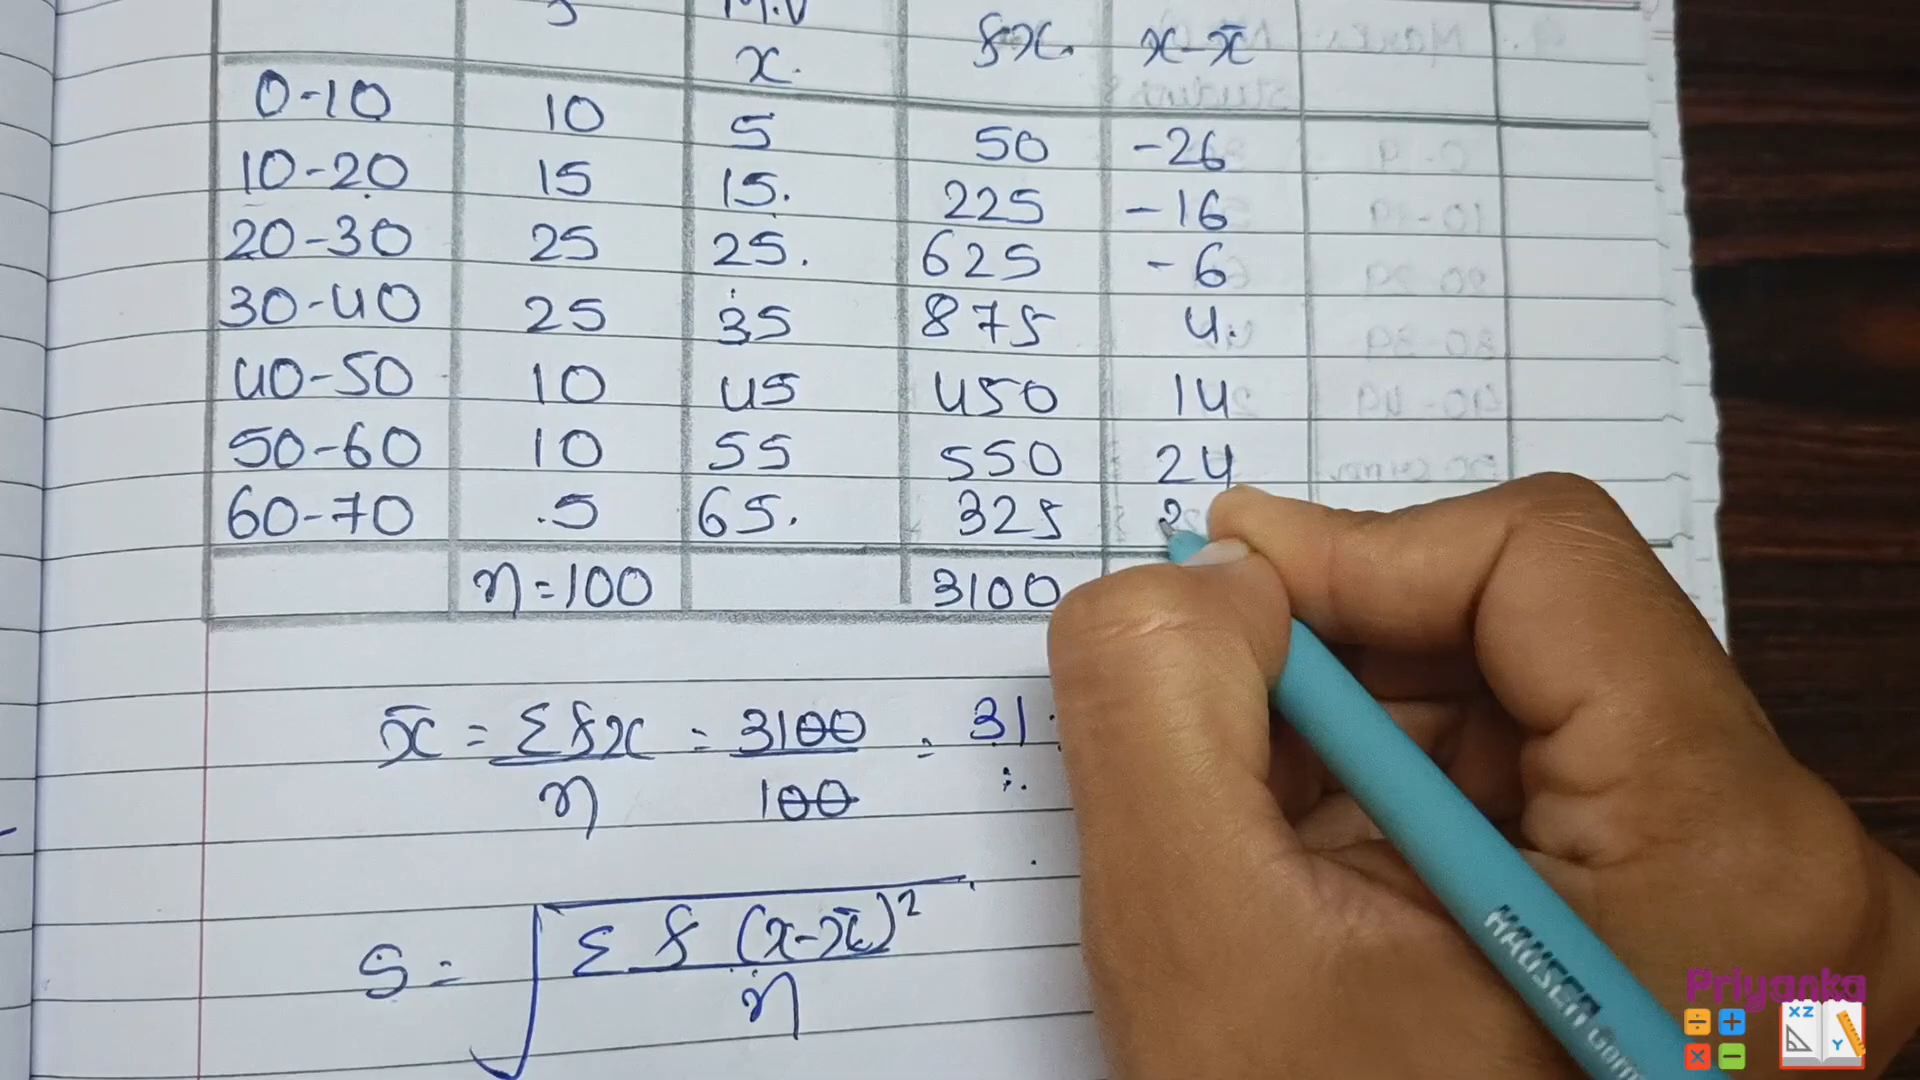 x. fx. x-x̄
0-10 10 5 50 -26
10-20 15 15. 225 -16
20-30 25 25. 625 -6
30-40 25 35 875 4.
40-50 10 45 450 14
50-60 10 55 550 24
60-70 .5 65. 325
n=100 3100
x̄ = Σfx/n = 3100/100 = 31
S = √(Σf(x-x̄)²/n)
HAUSER
Priyanka
XZ
Y